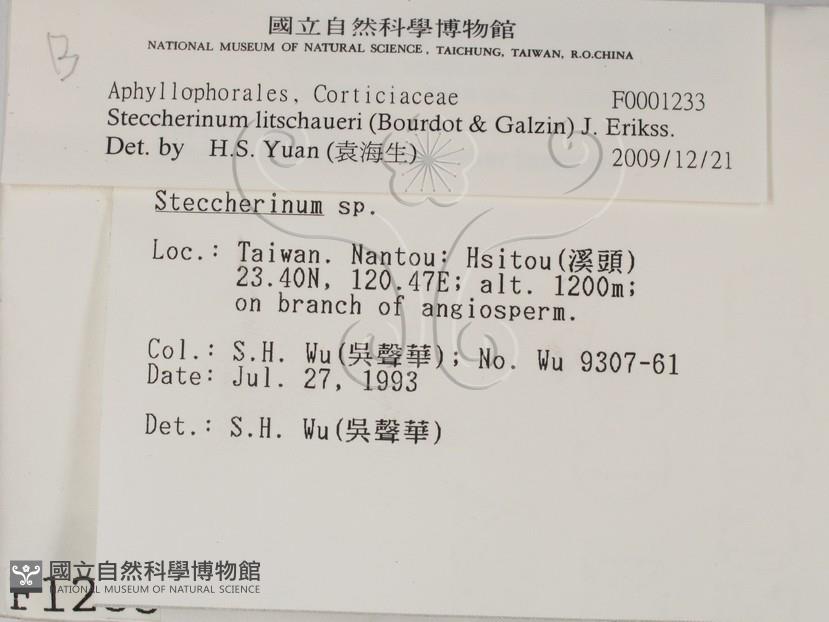 B
國立自然科學博物館
NATIONAL MUSEUM OF NATURAL SCIENCE, TAICHUNG, TAIWAN, R.O.CHINA
Aphyllophorales, Corticiaceae F0001233
Steccherinum litschaueri (Bourdot & Galzin) J. Erikss.
Det. by H.S. Yuan (袁海生) 2009/12/21
Steccherinum sp.
Loc.: Taiwan. Nantou: Hsitou(溪頭)
23.40N, 120.47E; alt. 1200m;
on branch of angiosperm.
Col.: S.H. Wu(吳聲華); No. Wu 9307-61
Date: Jul. 27, 1993
Det.: S.H. Wu(吳聲華)
國立自然科學博物館
NATIONAL MUSEUM OF NATURAL SCIENCE